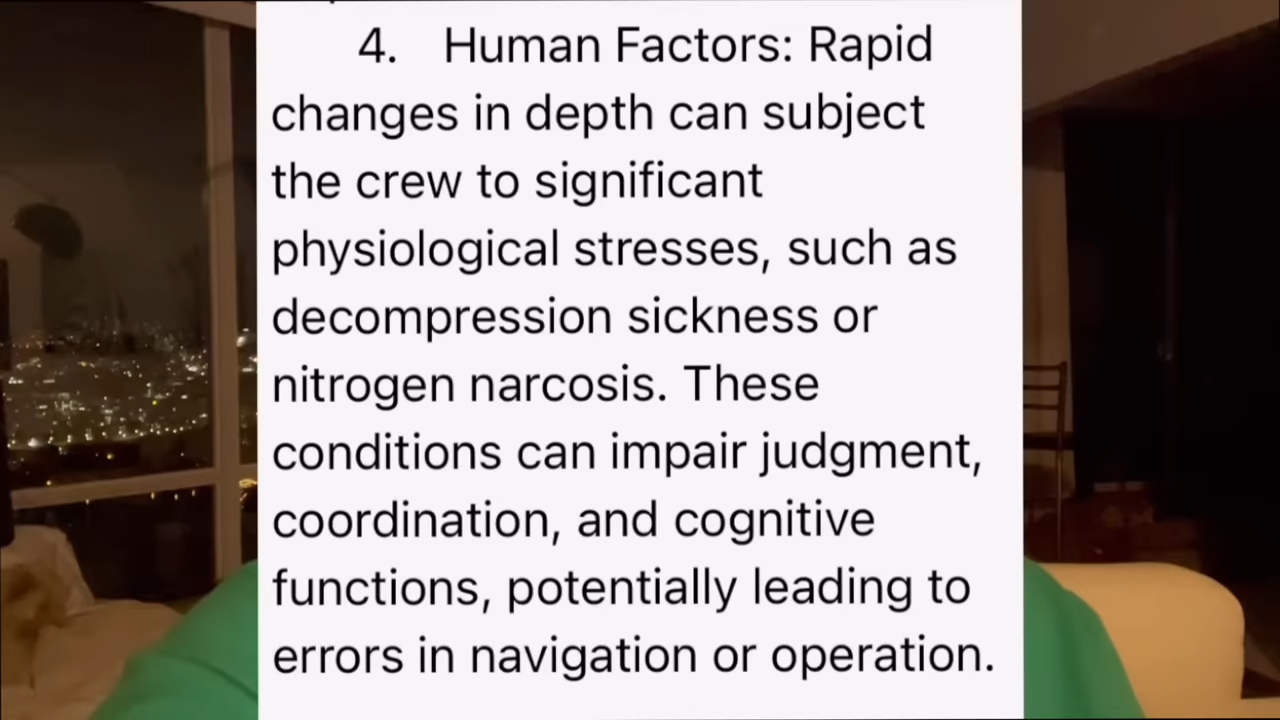 4. Human Factors: Rapid
changes in depth can subject
the crew to significant
physiological stresses, such as
decompression sickness or
nitrogen narcosis. These
conditions can impair judgment,
coordination, and cognitive
functions, potentially leading to
errors in navigation or operation.